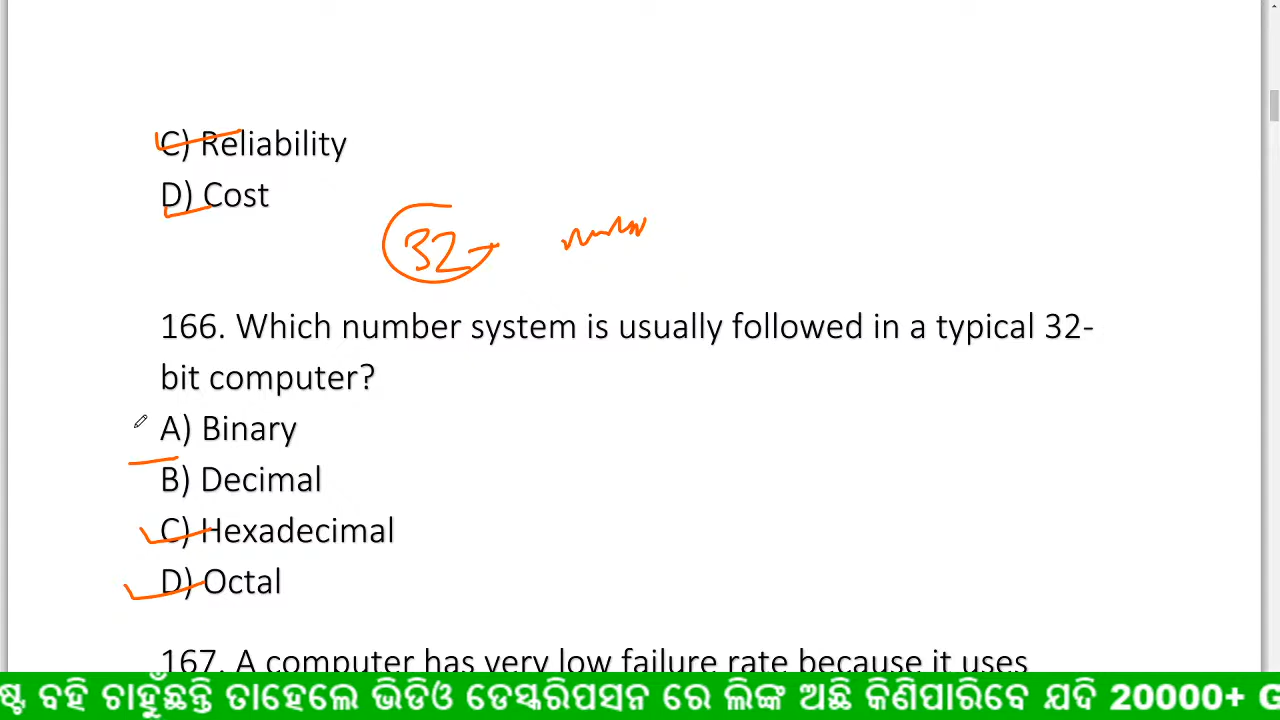 C) Reliability
D) Cost
32
166. Which number system is usually followed in a typical 32-
bit computer?
A) Binary
B) Decimal
C) Hexadecimal
D) Octal
167. A computer has very low failure rate because it uses
ଷ୍ଟ ବହି ଚାହୁଁଛନ୍ତି ତାହେଲେ ଭିଡିଓ ଡେସ୍କରିପସନ ରେ ଲିଙ୍କ ଅଛି କିଣିପାରିବେ ଯଦି 20000+ G